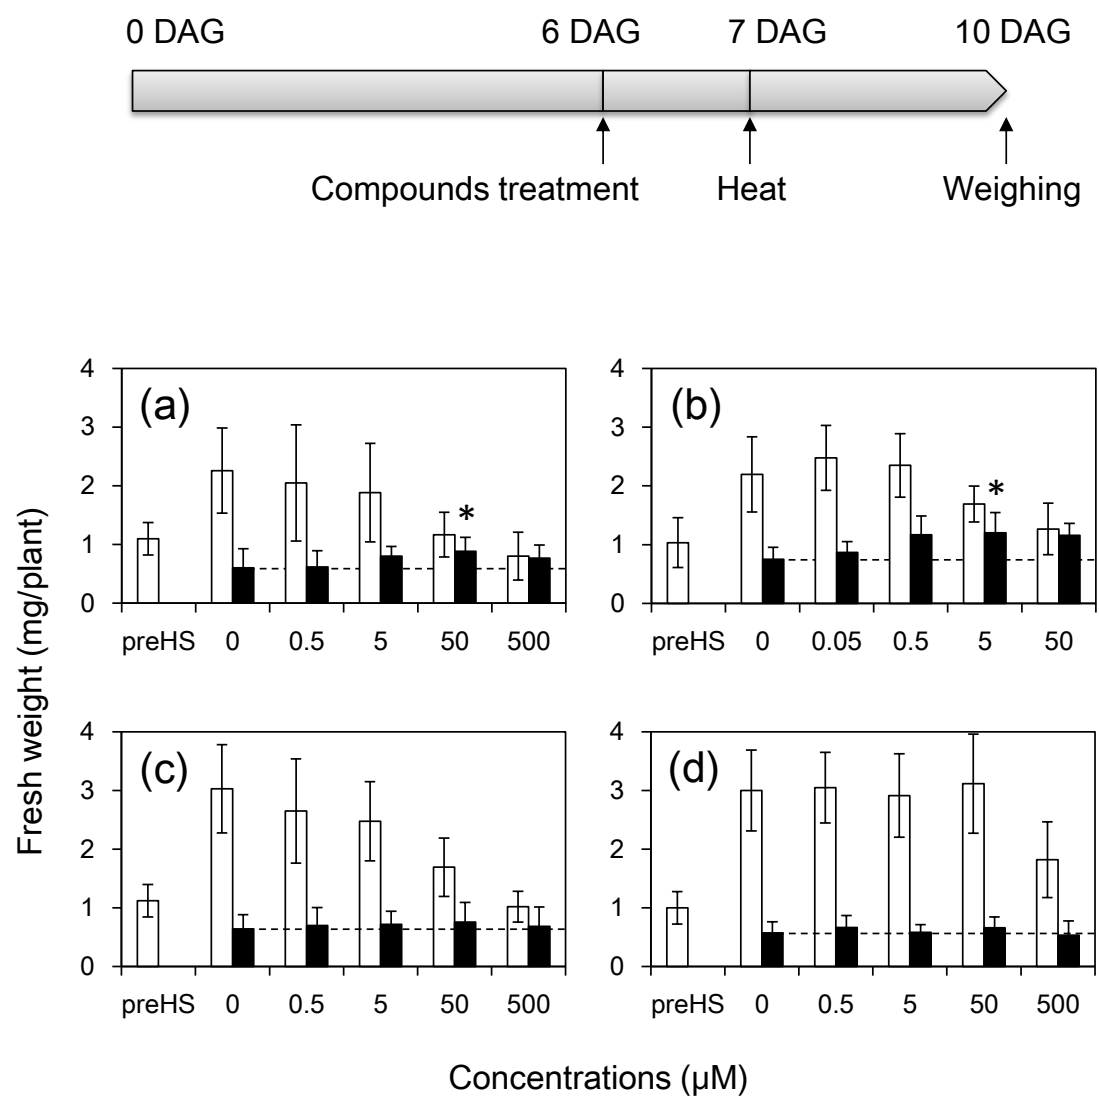 0 DAG 6 DAG 7 DAG 10 DAG
Compounds treatment Heat Weighing
Fresh weight (mg/plant)
(a)
4
3
2
1
0
*
preHS 0 0.5 5 50 500
(b)
4
3
2
1
0
*
preHS 0 0.05 0.5 5 50
(c)
4
3
2
1
0
preHS 0 0.5 5 50 500
(d)
4
3
2
1
0
preHS 0 0.5 5 50 500
Concentrations (µM)